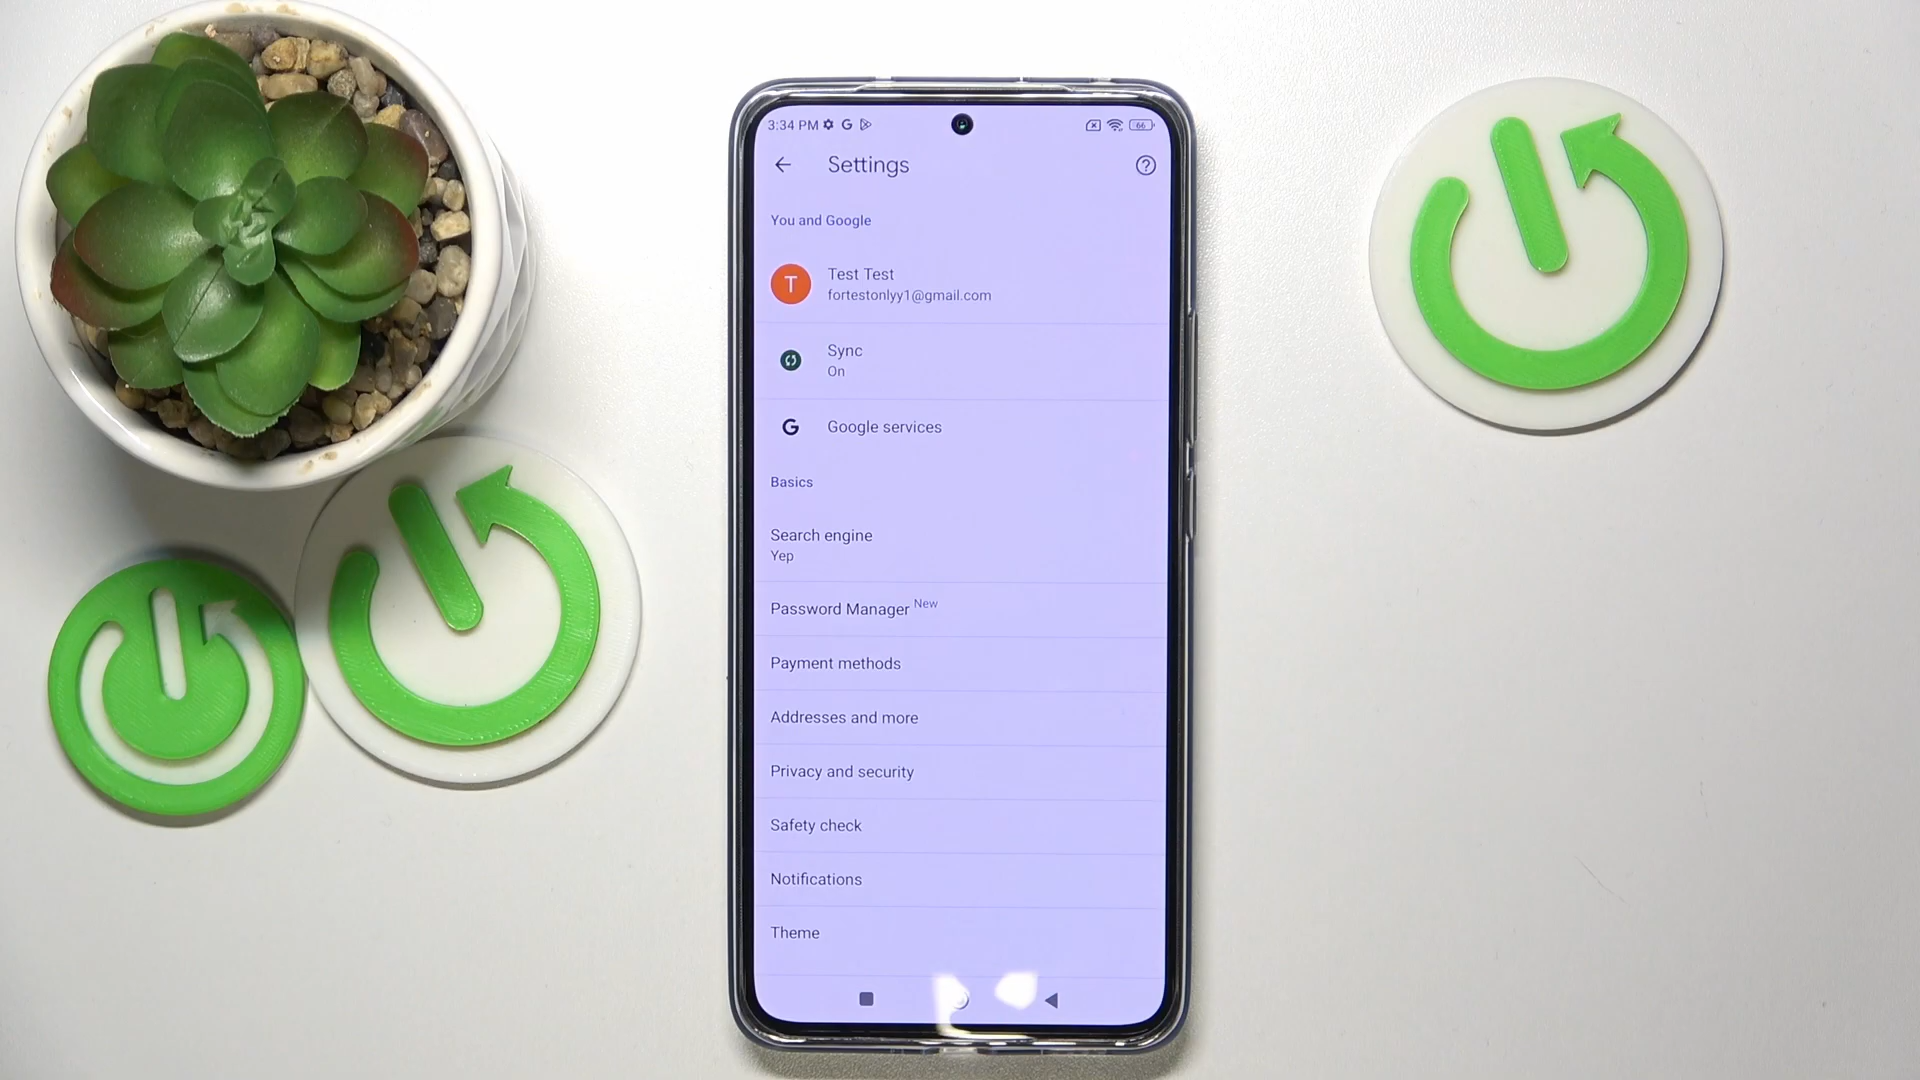 3:34 PM G 66
Settings
You and Google
T
Test Test
fortestonlyy1@gmail.com
Sync
On
G Google services
Basics
Search engine
Yep
Password Manager New
Payment methods
Addresses and more
Privacy and security
Safety check
Notifications
Theme